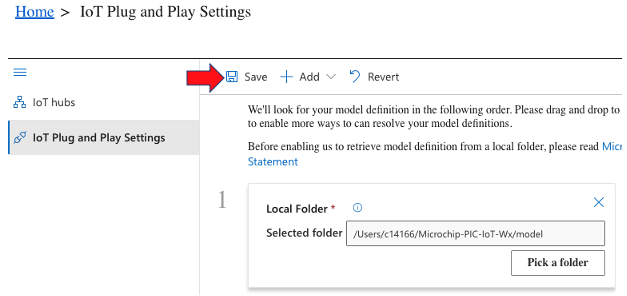 Home > IoT Plug and Play Settings
Save
Add
Revert
IoT hubs
IoT Plug and Play Settings
We'll look for your model definition in the following order. Please drag and drop to
to enable more ways to can resolve your model definitions.
Before enabling us to retrieve model definition from a local folder, please read Micr
Statement
1
Local Folder *
Selected folder
/Users/c14166/Microchip-PIC-IoT-Wx/model
Pick a folder